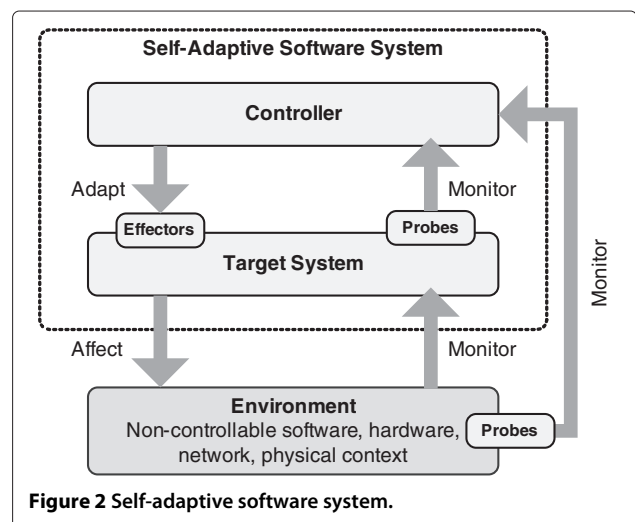 Self-Adaptive Software System
Controller
Adapt
Monitor
Effectors
Probes
Target System
Monitor
Affect
Monitor
Environment
Non-controllable software, hardware,
network, physical context
Probes
Figure 2 Self-adaptive software system.